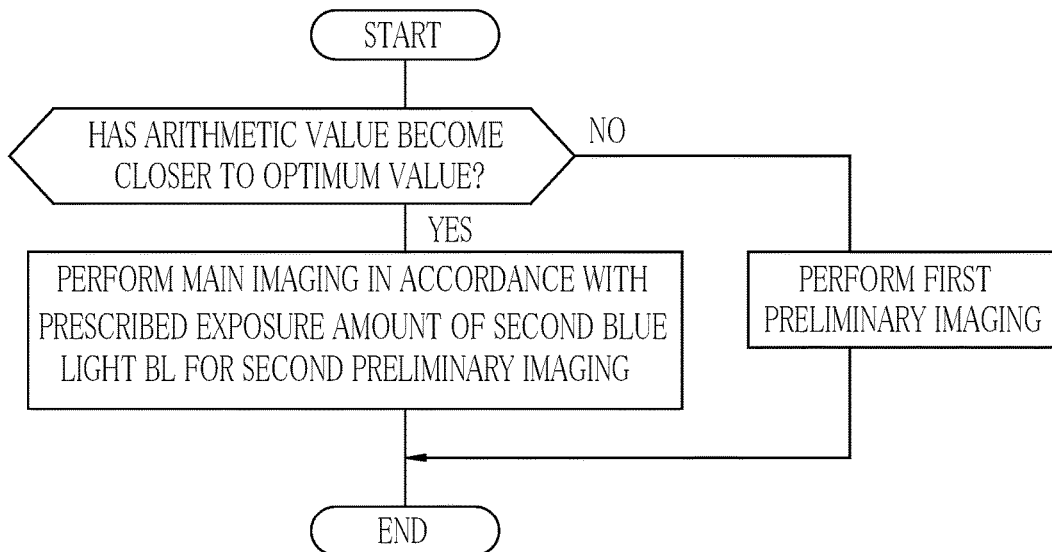 START
HAS ARITHMETIC VALUE BECOME
CLOSER TO OPTIMUM VALUE?
NO
YES
PERFORM MAIN IMAGING IN ACCORDANCE WITH
PRESCRIBED EXPOSURE AMOUNT OF SECOND BLUE
LIGHT BL FOR SECOND PRELIMINARY IMAGING
PERFORM FIRST
PRELIMINARY IMAGING
END